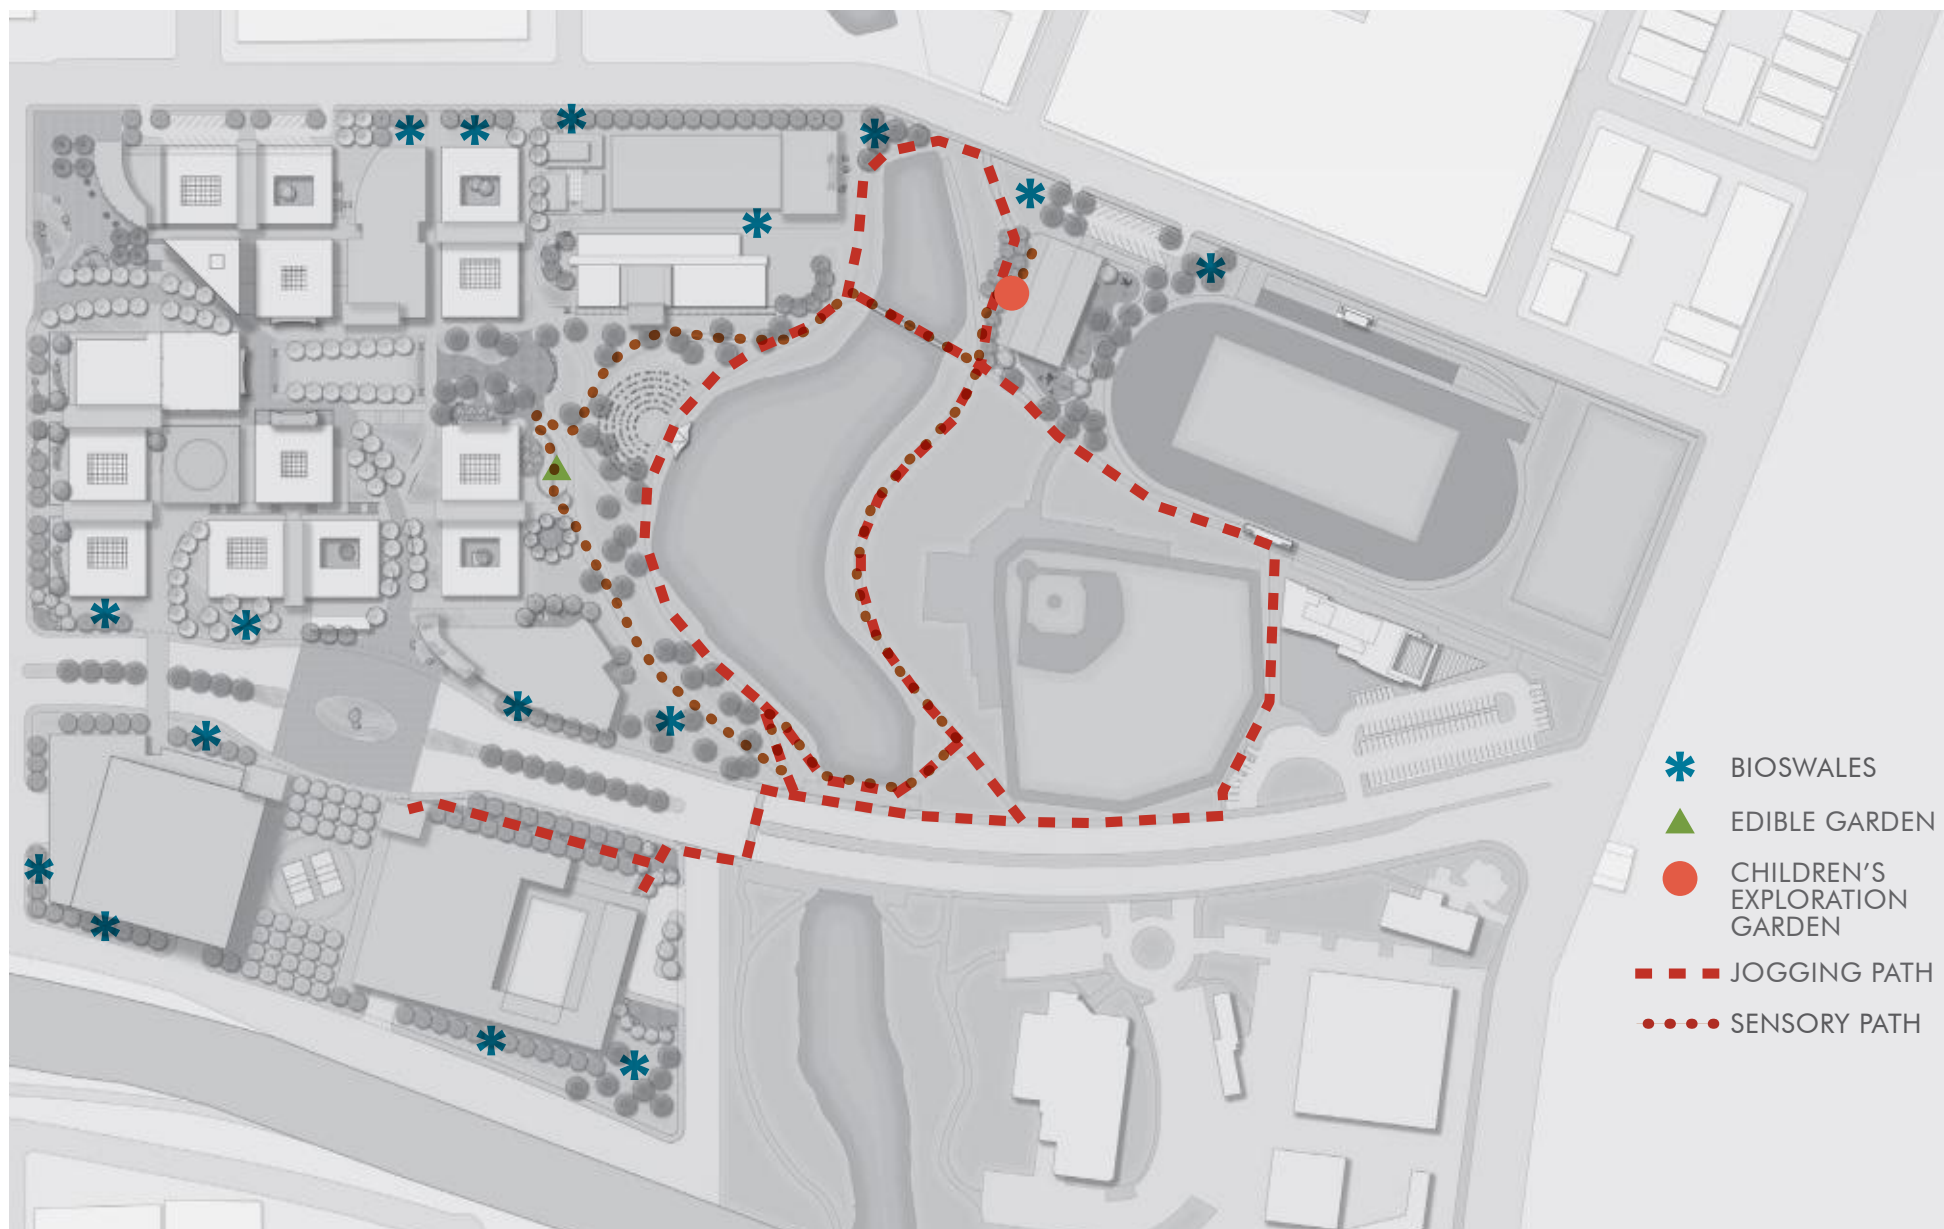 BIOSWALES
EDIBLE GARDEN
CHILDREN'S
EXPLORATION
GARDEN
JOGGING PATH
SENSORY PATH